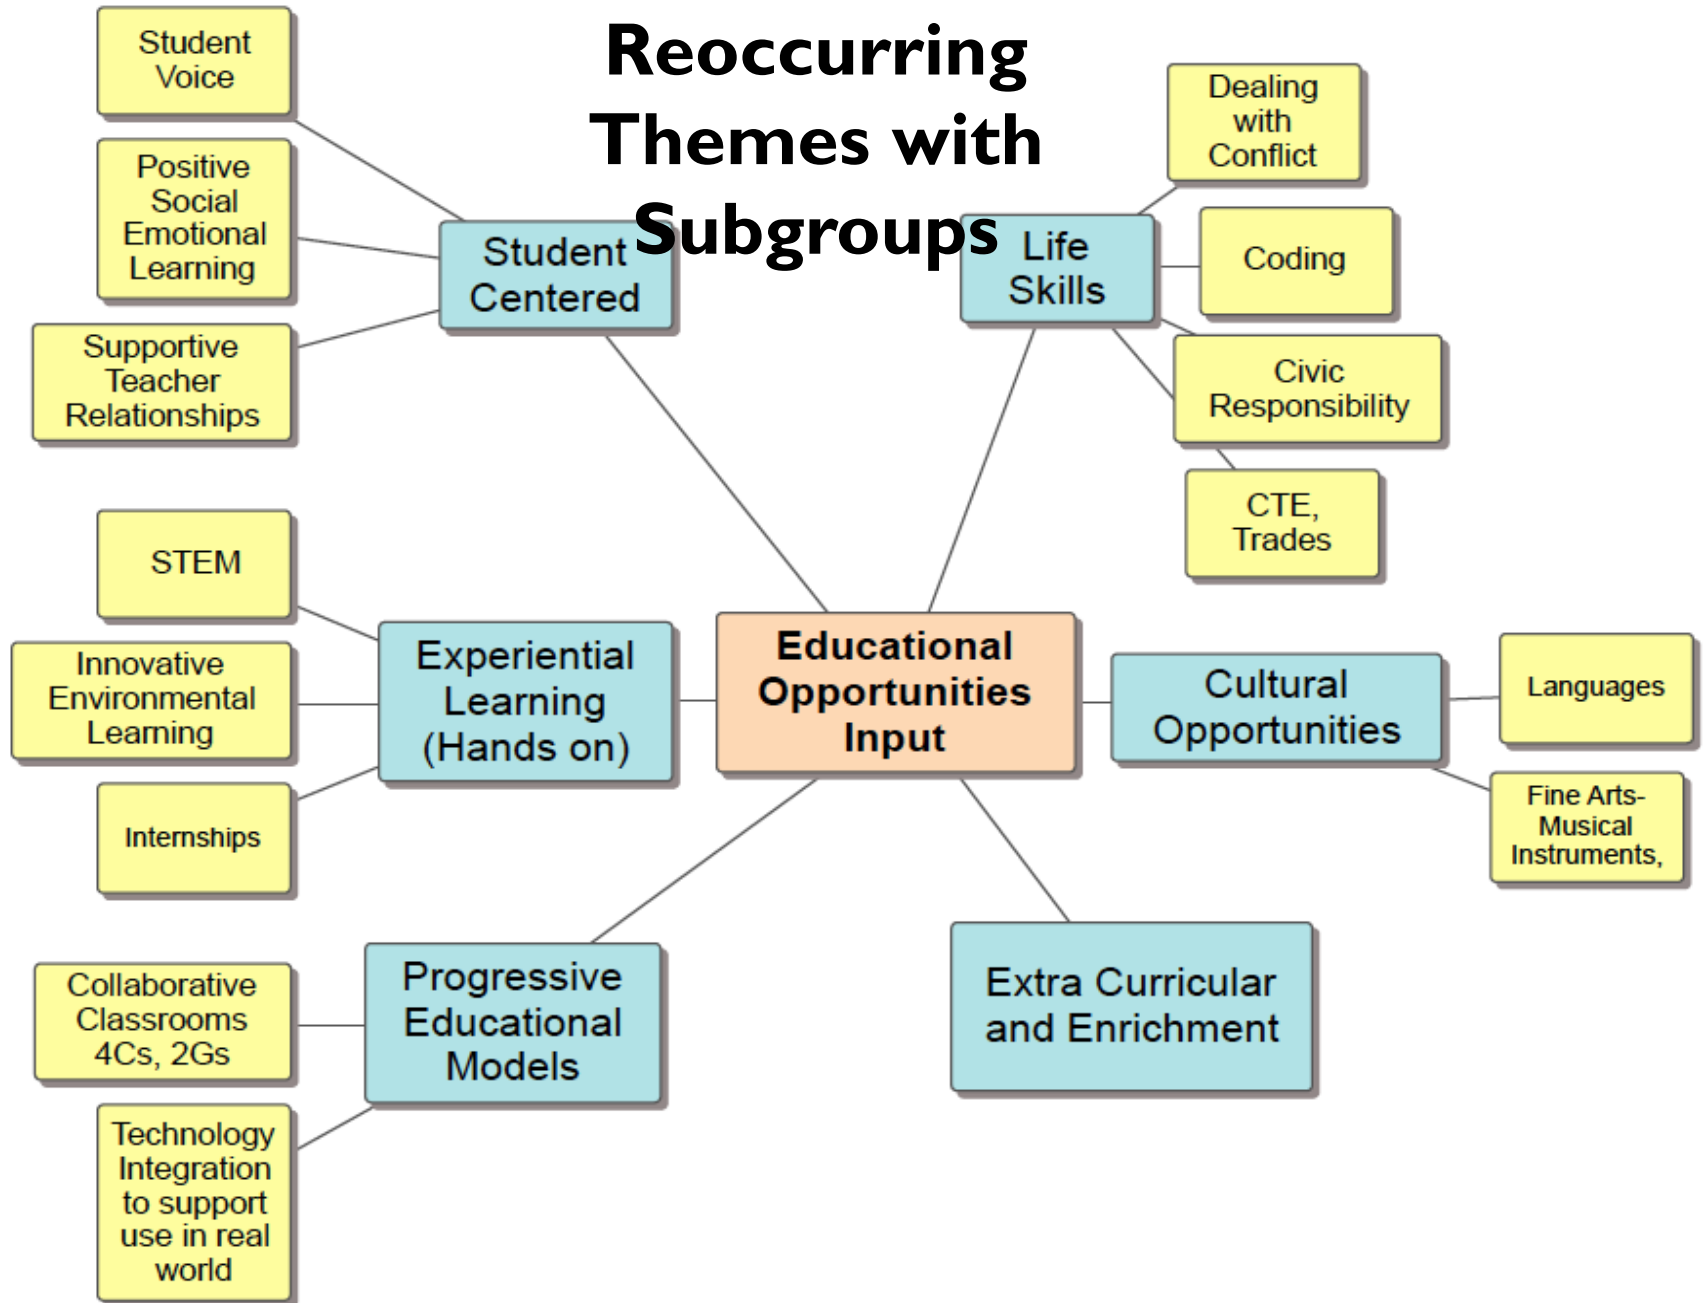 Reoccurring
Themes with
Subgroups
Student
Voice
Positive
Social
Emotional
Learning
Supportive
Teacher
Relationships
Student
Centered
Life
Skills
Dealing
with
Conflict
Coding
Civic
Responsibility
CTE,
Trades
STEM
Innovative
Environmental
Learning
Internships
Experiential
Learning
(Hands on)
Educational
Opportunities
Input
Cultural
Opportunities
Languages
Fine Arts-
Musical
Instruments,
Collaborative
Classrooms
4Cs, 2Gs
Technology
Integration
to support
use in real
world
Progressive
Educational
Models
Extra Curricular
and Enrichment